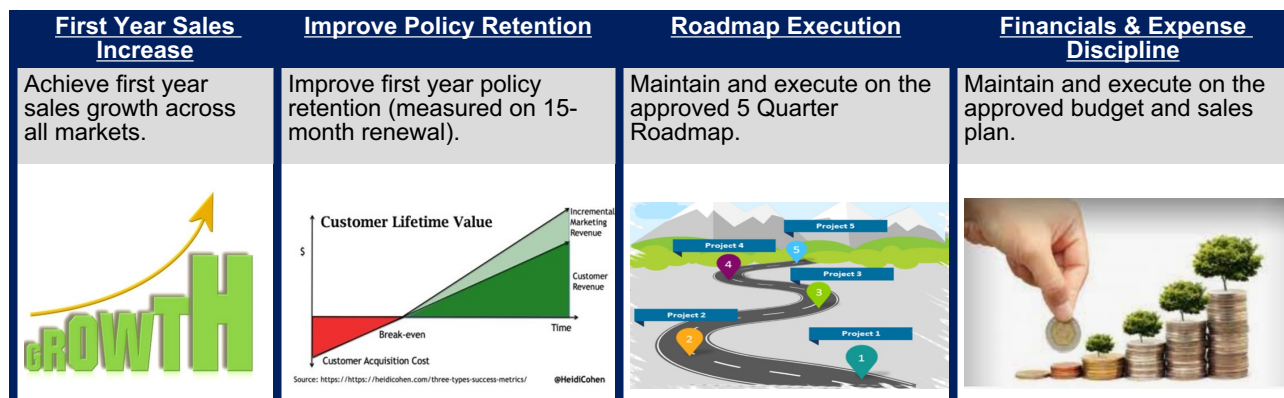 First Year Sales
Increase
Achieve first year
sales growth across
all markets.
GROWTH
Improve Policy Retention
Improve first year policy
retention (measured on 15-
month renewal).
Customer Lifetime Value
$
Incremental
Marketing
Revenue
Customer
Revenue
Time
Break-even
Customer Acquisition Cost
Source: https://https://heidicohen.com/three-types-success-metrics/
@HeidiCohen
Roadmap Execution
Maintain and execute on the
approved 5 Quarter
Roadmap.
Project 5
5
Project 4
4
Project 3
3
Project 2
2
Project 1
1
Financials & Expense
Discipline
Maintain and execute on the
approved budget and sales
plan.